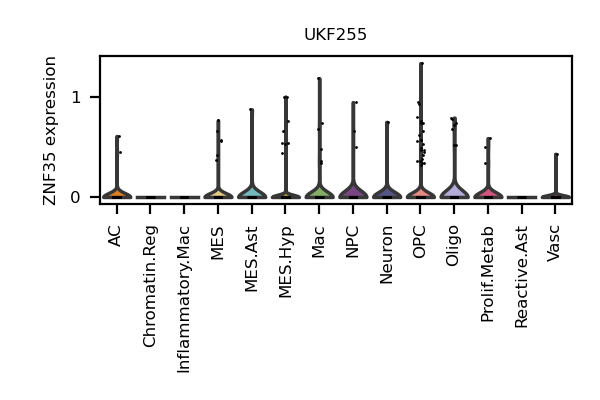 UKF255
ZNF35 expression
1
0
AC
Chromatin.Reg
Inflammatory.Mac
MES
MES.Ast
MES.Hyp
Mac
NPC
Neuron
OPC
Oligo
Prolif.Metab
Reactive.Ast
Vasc